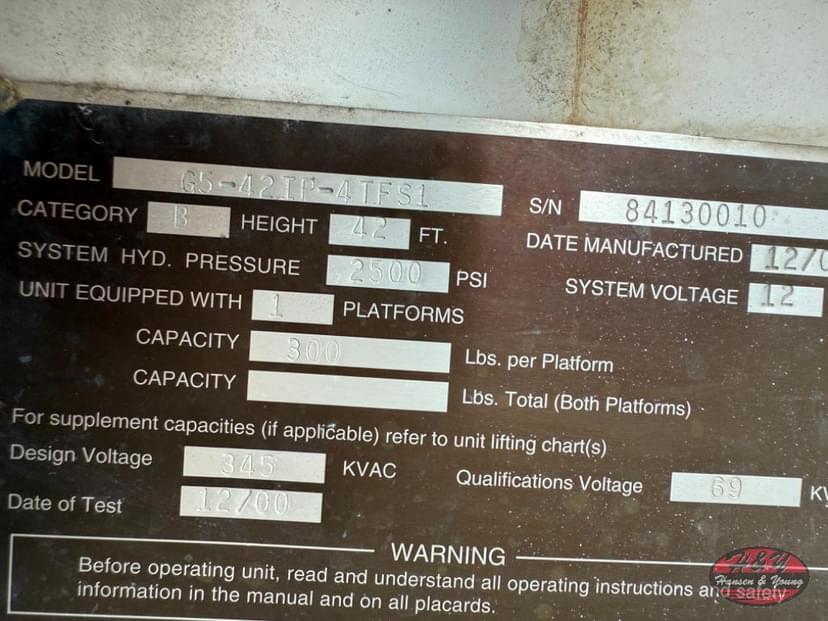 MODEL G5-42IP-4TFS1 S/N 84130010
CATEGORY B HEIGHT 42 FT. DATE MANUFACTURED 12/0
SYSTEM HYD. PRESSURE 2500 PSI SYSTEM VOLTAGE 12
UNIT EQUIPPED WITH 1 PLATFORMS
CAPACITY 300 Lbs. per Platform
CAPACITY Lbs. Total (Both Platforms)
For supplement capacities (if applicable) refer to unit lifting chart(s)
Design Voltage 345 KVAC Qualifications Voltage 69 KV
Date of Test 12/00
WARNING
Before operating unit, read and understand all operating instructions and safety
information in the manual and on all placards.
H&Y
Hansen & Young